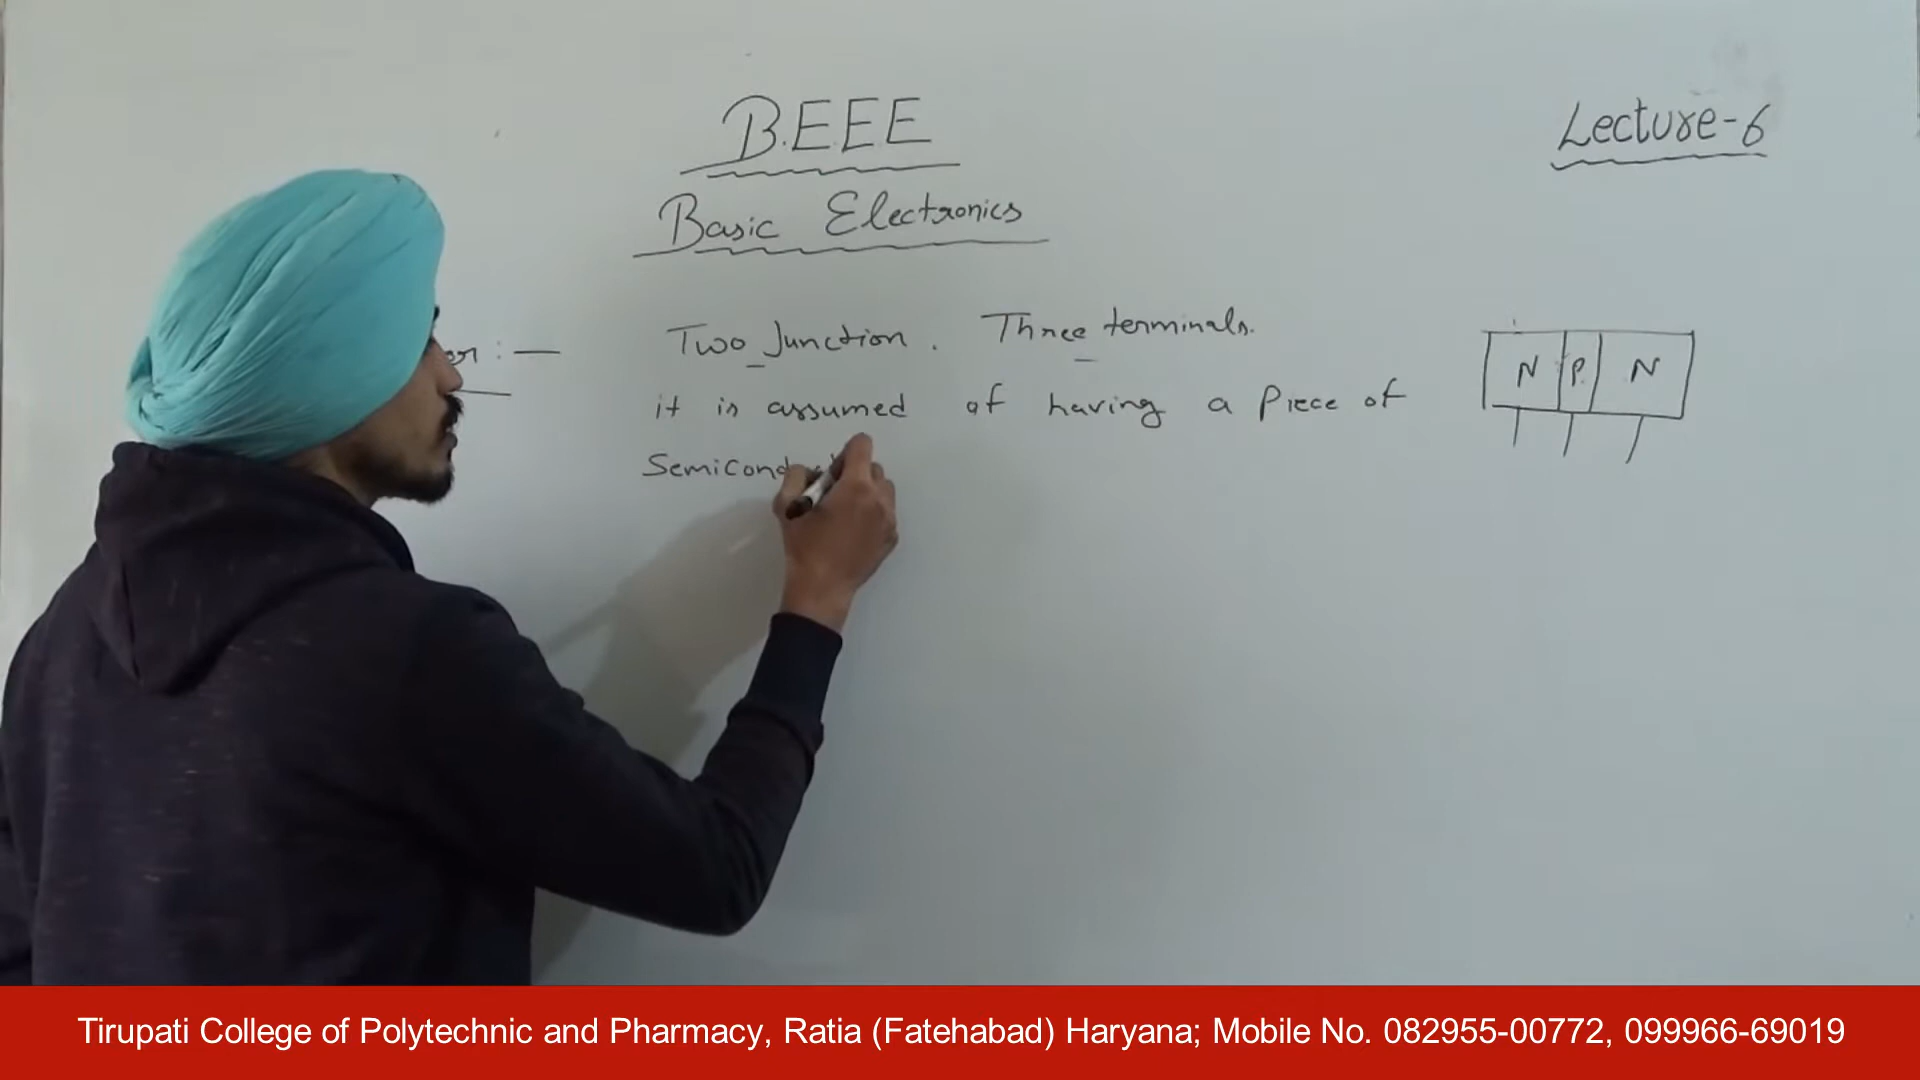 B.E.E.E
Lecture-6
Basic Electronics
Two Junction. Three terminals.
it is assumed of having a Piece of
N P N
Tirupati College of Polytechnic and Pharmacy, Ratia (Fatehabad) Haryana; Mobile No. 082955-00772, 099966-69019